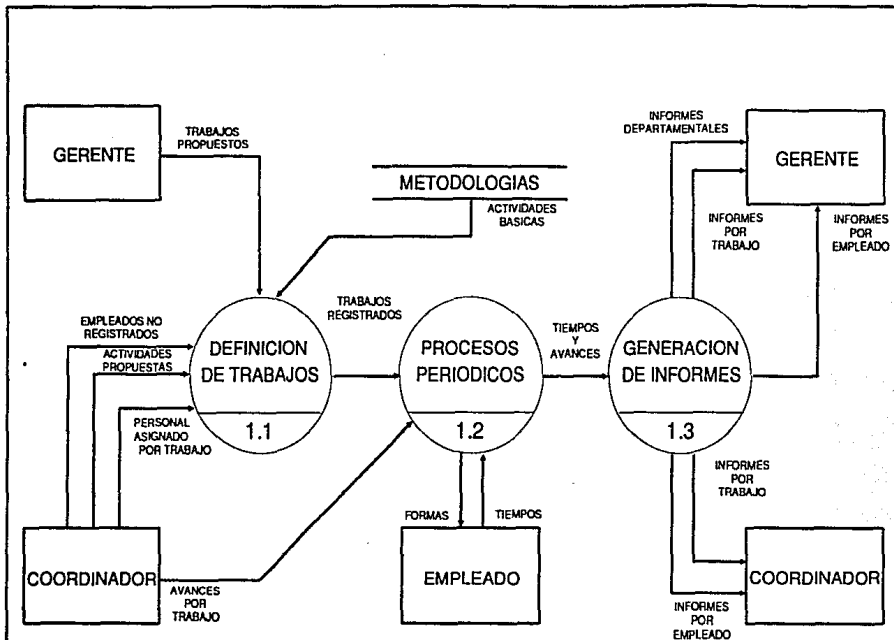 INFORMES
DEPARTAMENTALES
TRABAJOS
PROPUESTOS
GERENTE
GERENTE
METODOLOGIAS
ACTIVIDADES
BASICAS
INFORMES
POR
TRABAJO
INFORMES
POR
EMPLEADO
EMPLEADOS NO
REGISTRADOS
ACTIVIDADES
PROPUESTAS
PERSONAL
ASIGNADO
POR TRABAJO
DEFINICION
DE TRABAJOS
1.1
TRABAJOS
REGISTRADOS
PROCESOS
PERIODICOS
1.2
TIEMPOS
Y
AVANCES
GENERACION
DE INFORMES
1.3
INFORMES
POR
TRABAJO
FORMAS
TIEMPOS
COORDINADOR
AVANCES
POR
TRABAJO
EMPLEADO
COORDINADOR
INFORMES
POR
EMPLEADO